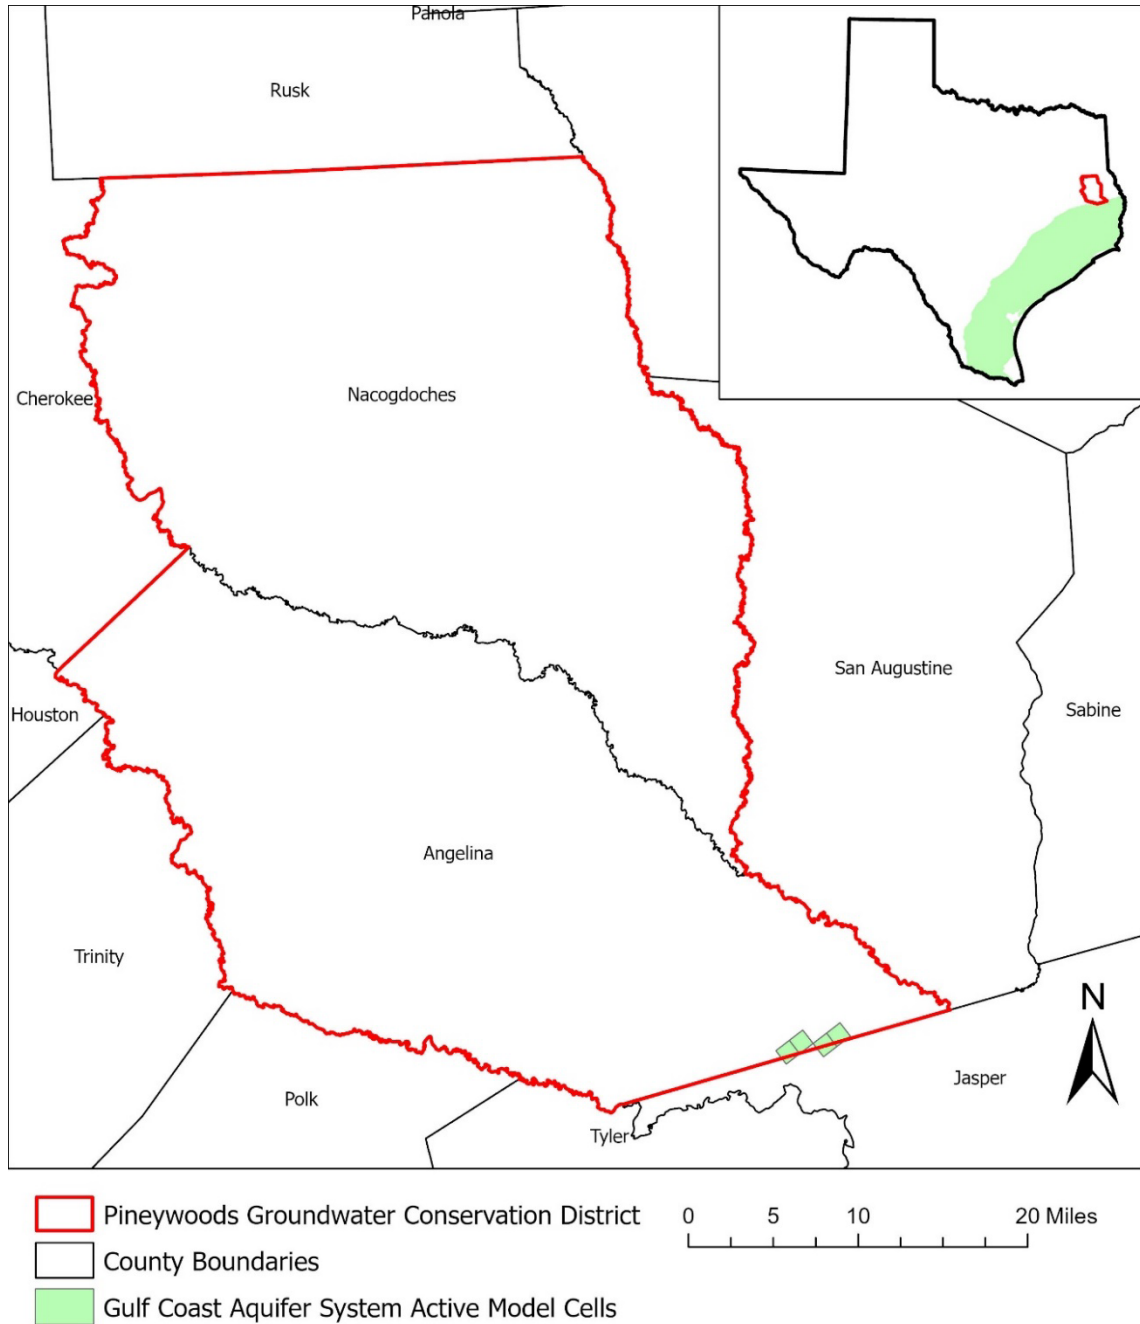 Panola
Rusk
Cherokee
Nacogdoches
San Augustine
Sabine
Houston
Angelina
Trinity
N
Jasper
Polk
Tyler
Pineywoods Groundwater Conservation District
County Boundaries
Gulf Coast Aquifer System Active Model Cells
0 5 10 20 Miles